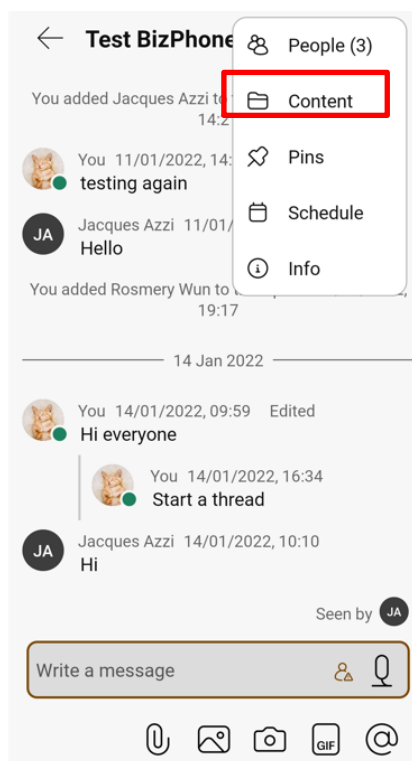 Test BizPhone
People (3)
You added Jacques Azzi to
Content
14:2
Pins
You 11/01/2022, 14:
testing again
Schedule
JA
Jacques Azzi 11/01/
Hello
Info
You added Rosmery Wun to
19:17
14 Jan 2022
You 14/01/2022, 09:59 Edited
Hi everyone
You 14/01/2022, 16:34
Start a thread
JA
Jacques Azzi 14/01/2022, 10:10
Hi
Seen by JA
Write a message
GIF